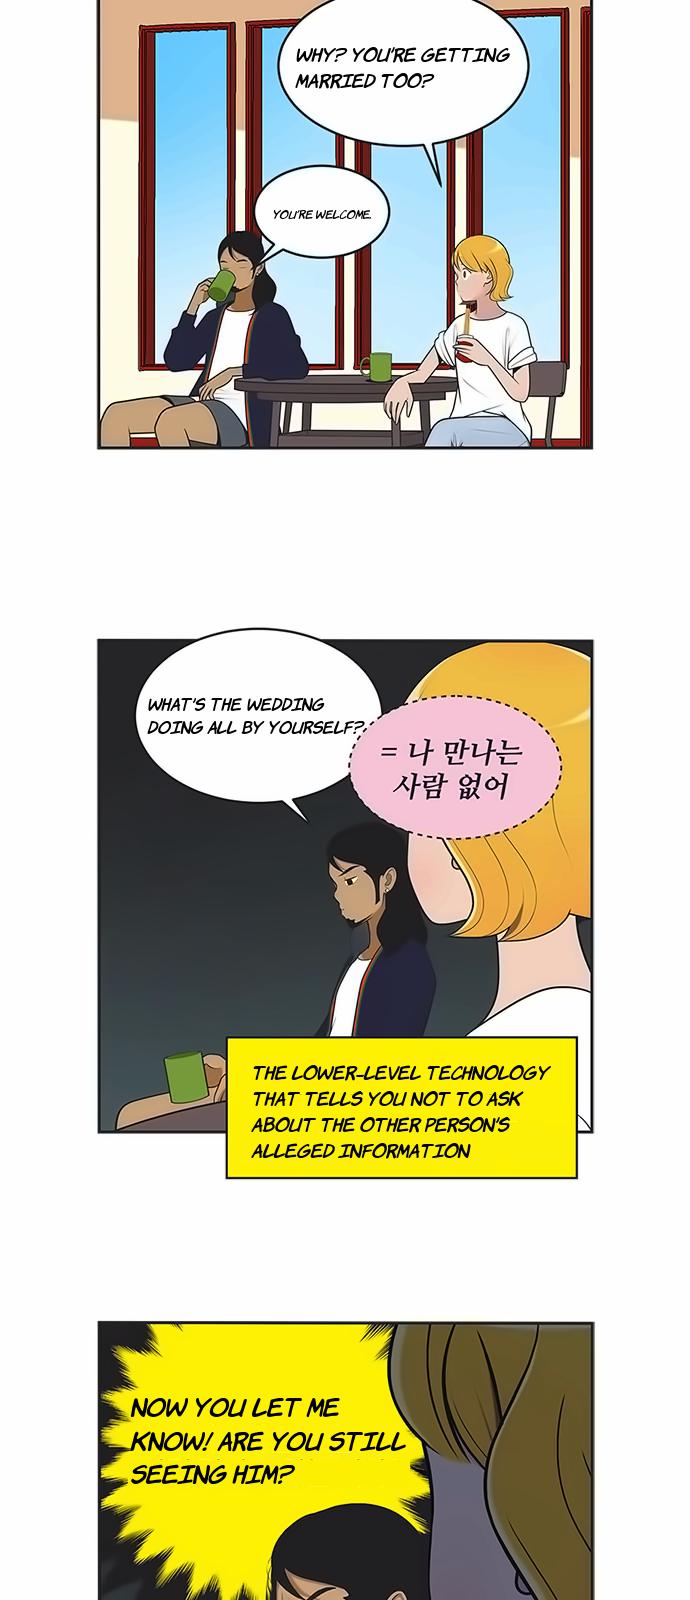 WHY? YOU'RE GETTING
MARRIED TOO?
YOU'RE WELCOME.
WHAT'S THE WEDDING
DOING ALL BY YOURSELF?
= 나 만나는
사람 없어
THE LOWER-LEVEL TECHNOLOGY
THAT TELLS YOU NOT TO ASK
ABOUT THE OTHER PERSON'S
ALLEGED INFORMATION
NOW YOU LET ME
KNOW! ARE YOU STILL
SEEING HIM?